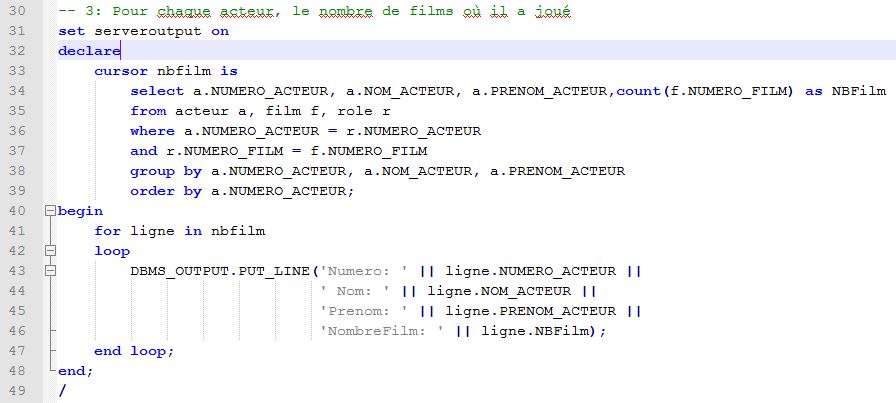 30 -- 3: Pour chaque acteur, le nombre de films où il a joué
31 set serveroutput on
32 declare
33 cursor nbfilm is
34 select a.NUMERO_ACTEUR, a.NOM_ACTEUR, a.PRENOM_ACTEUR,count(f.NUMERO_FILM) as NBFilm
35 from acteur a, film f, role r
36 where a.NUMERO_ACTEUR = r.NUMERO_ACTEUR
37 and r.NUMERO_FILM = f.NUMERO_FILM
38 group by a.NUMERO_ACTEUR, a.NOM_ACTEUR, a.PRENOM_ACTEUR
39 order by a.NUMERO_ACTEUR;
40 begin
41 for ligne in nbfilm
42 loop
43 DBMS_OUTPUT.PUT_LINE('Numero: ' || ligne.NUMERO_ACTEUR ||
44 ' Nom: ' || ligne.NOM_ACTEUR ||
45 'Prenom: ' || ligne.PRENOM_ACTEUR ||
46 'NombreFilm: ' || ligne.NBFilm);
47 end loop;
48 end;
49 /